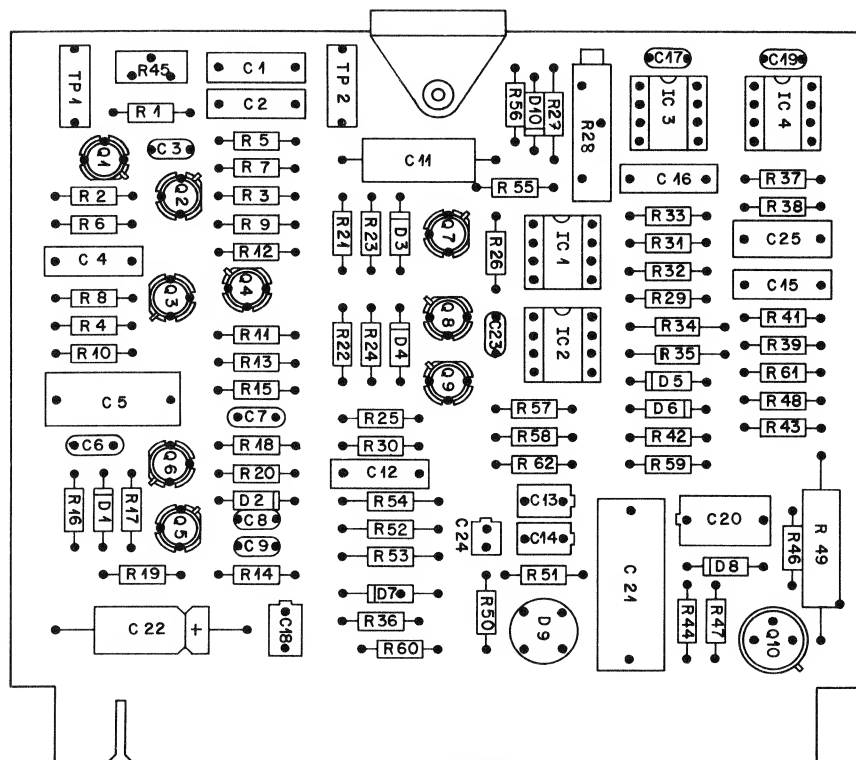 TP1
R45
C1
C2
R1
TP2
C11
R56
D10
R27
R28
C17
IC3
C19
IC4
Q1
C3
R5
R7
R2
Q2
R3
R6
R9
R12
C4
R55
C16
R37
R38
R21
R23
D3
Q7
R26
IC1
R33
R31
R32
R29
C25
C15
R8
Q3
Q4
R4
R10
R11
R13
R15
R22
R24
D4
Q8
C23
IC2
Q9
R34
R35
D5
D6
R42
R59
R41
R39
R61
R48
R43
C5
C7
C6
R18
R20
R25
R30
C12
R57
R58
R62
R16
D1
R17
Q6
Q5
D2
C8
C9
R14
R19
R54
R52
R53
D7
R36
R60
C24
C13
C14
R51
R50
D9
C21
C20
D8
R44
R47
R46
R49
Q10
C22
+
C18